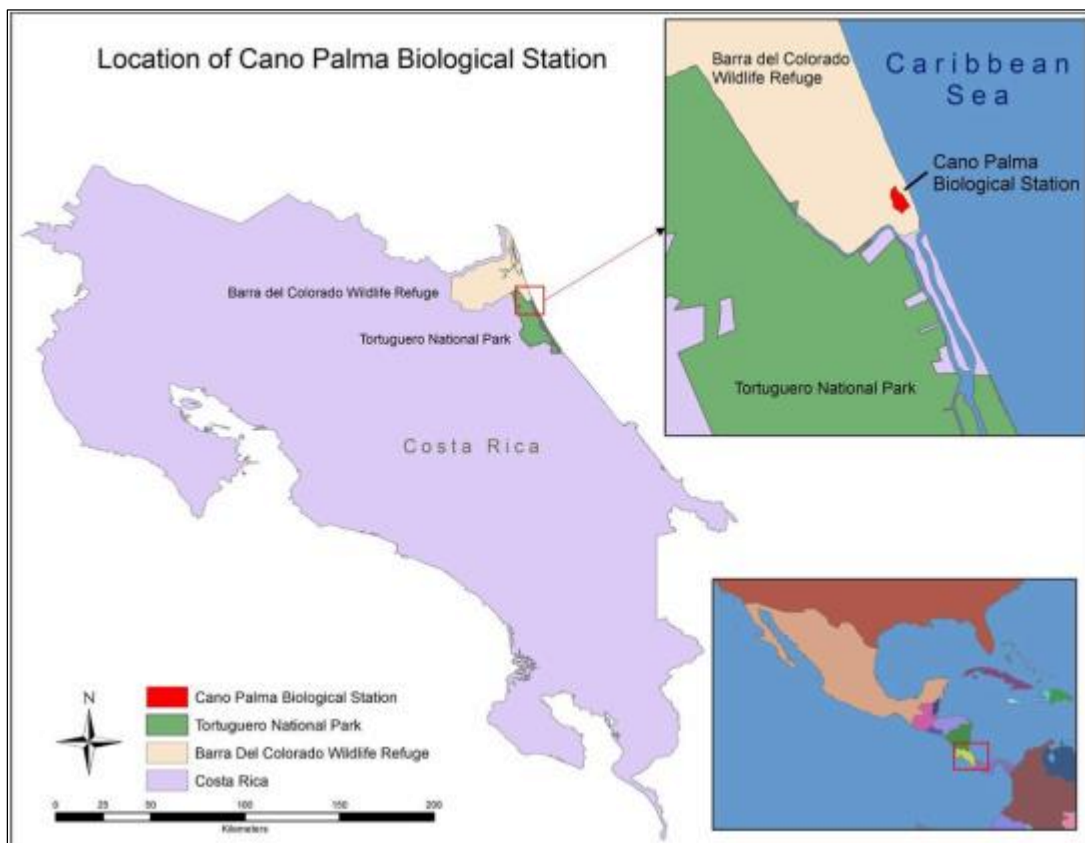 Location of Cano Palma Biological Station
Barra del Colorado
Wildlife Refuge
Caribbean
Sea
Cano Palma
Biological Station
Tortuguero National Park
Barra del Colorado Wildlife Refuge
Tortuguero National Park
Costa Rica
N
Cano Palma Biological Station
Tortuguero National Park
Barra Del Colorado Wildlife Refuge
Costa Rica
0 25 50 100 150 200
Kilometers